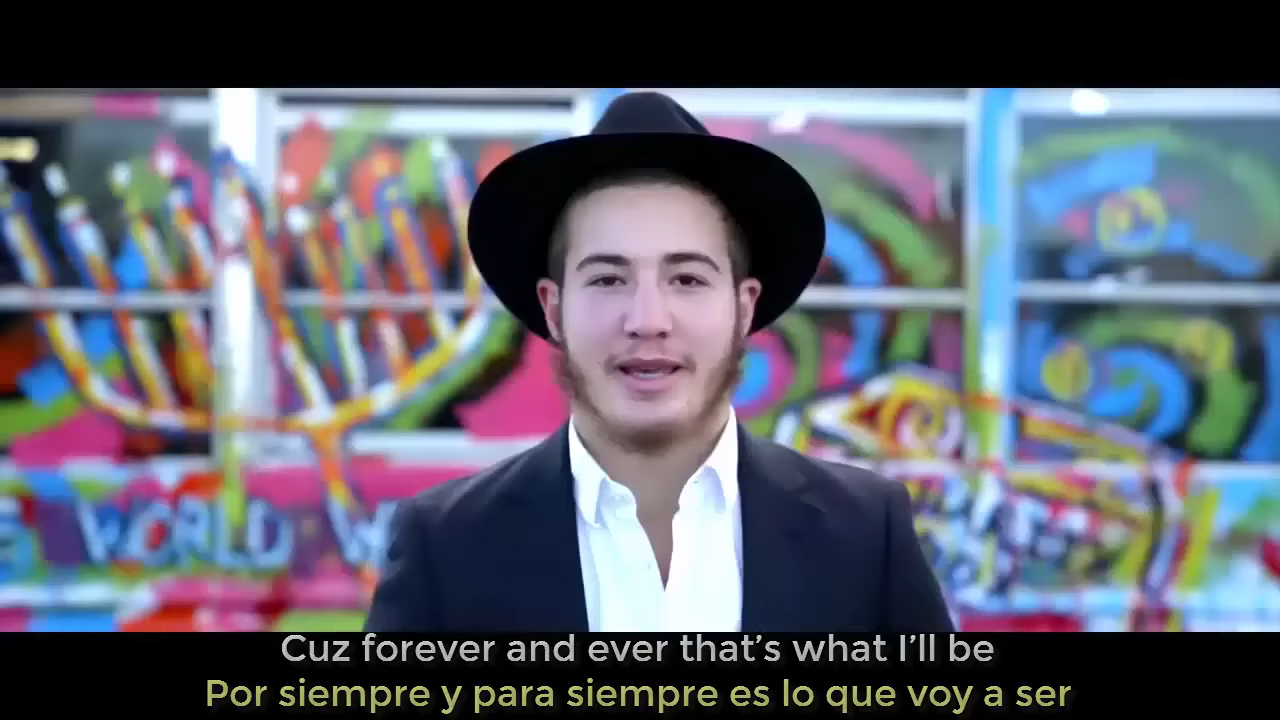 WORLD W
Cuz forever and ever that's what I'll be
Por siempre y para siempre es lo que voy a ser